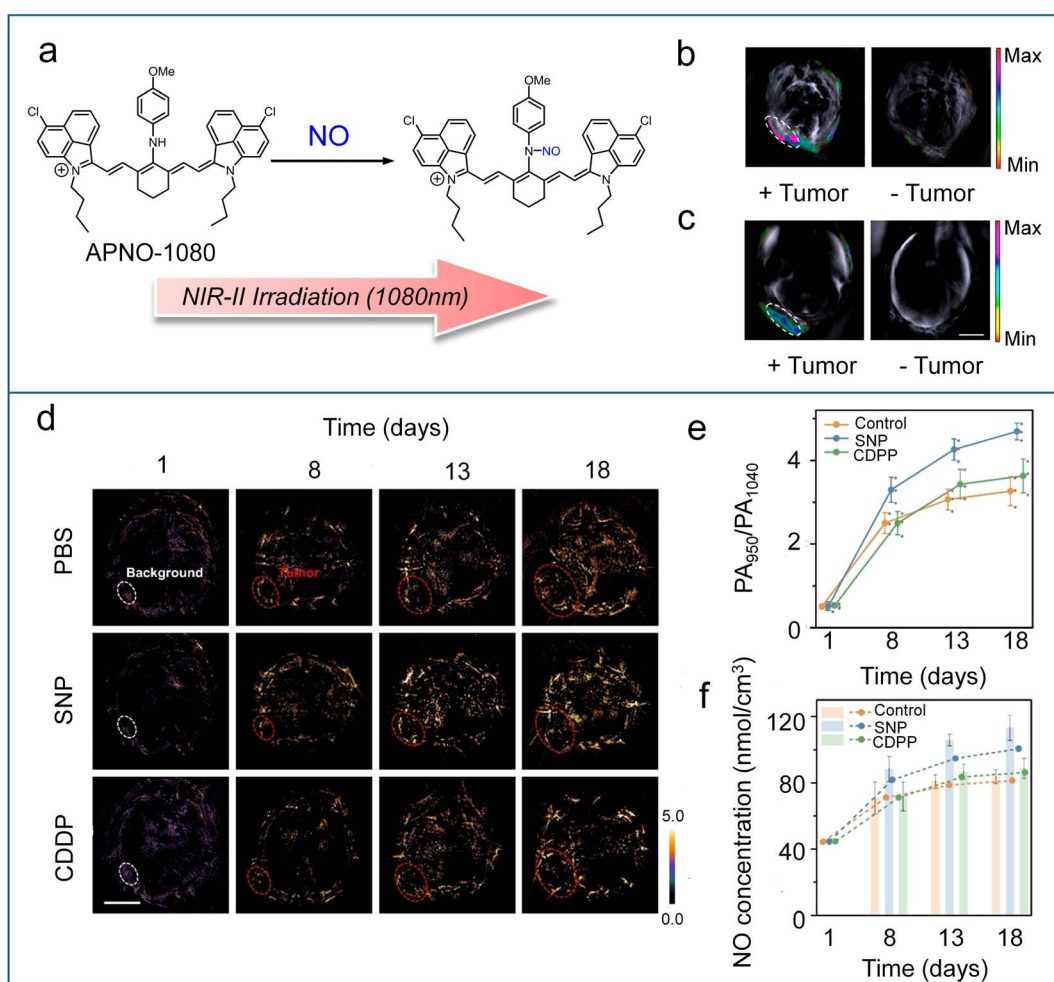 a
OMe
Cl
Cl
NH
N
⊕
N
APNO-1080
NO
OMe
Cl
Cl
N–NO
N
⊕
N
NIR-II Irradiation (1080nm)
b
Max
Min
+ Tumor
- Tumor
c
Max
Min
+ Tumor
- Tumor
d
Time (days)
1
8
13
18
PBS
Background
Tumor
SNP
CDDP
5.0
0.0
e
Control
SNP
CDPP
4
2
0
PA950/PA1040
1
8
13
18
Time (days)
f
Control
SNP
CDPP
120
80
40
0
NO concentration (nmol/cm³)
1
8
13
18
Time (days)